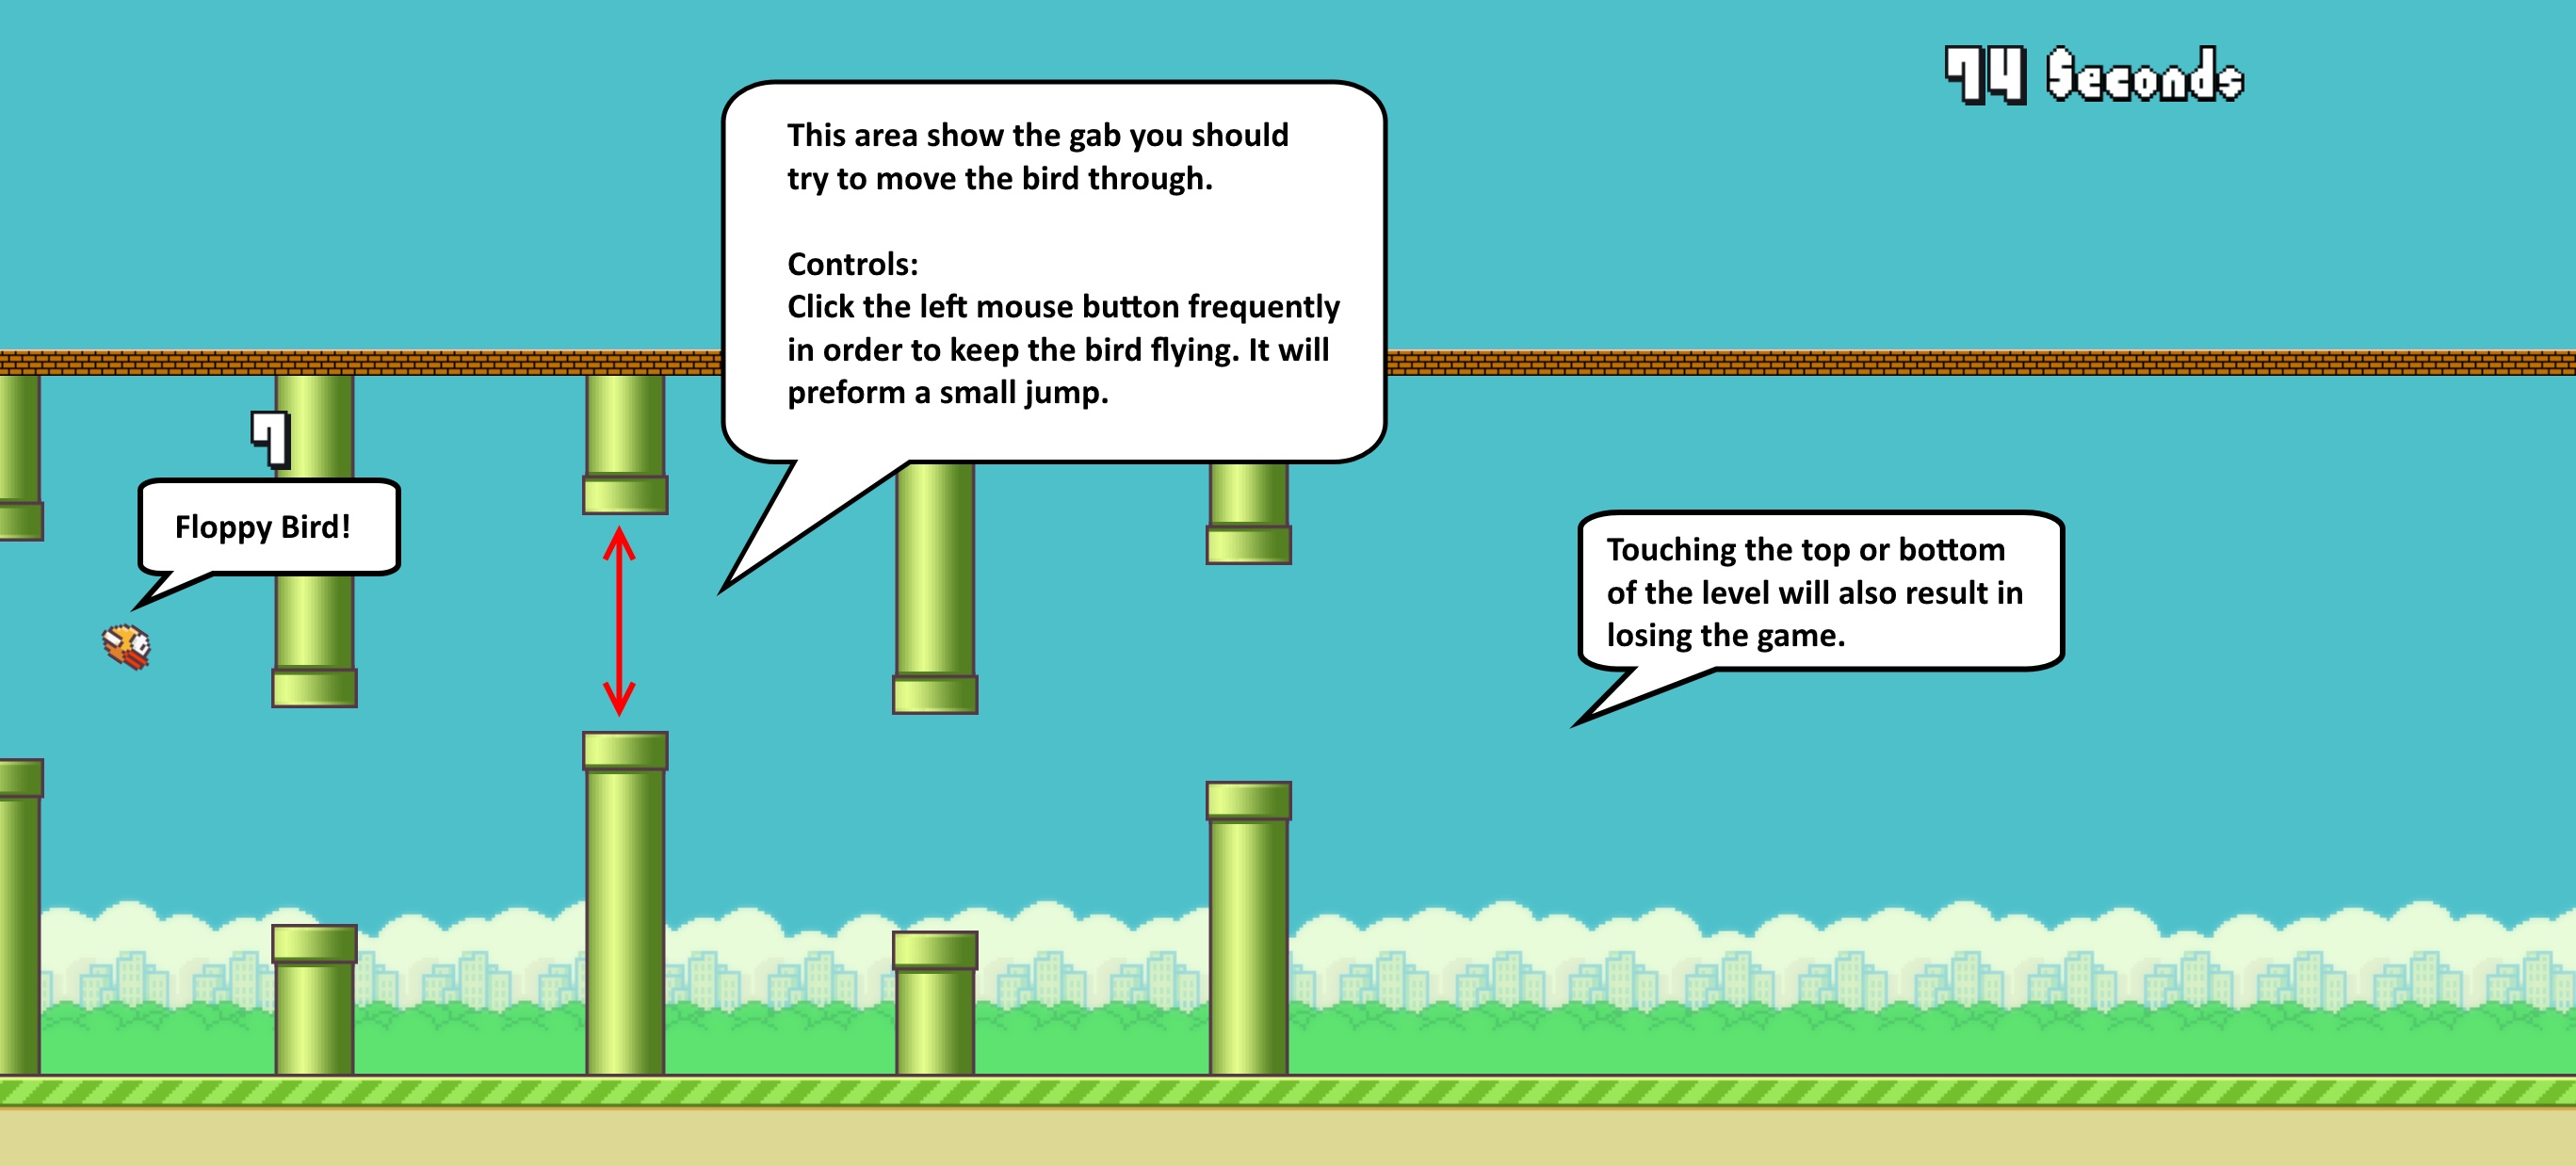 74 Seconds
This area show the gab you should
try to move the bird through.
Controls:
Click the left mouse button frequently
in order to keep the bird flying. It will
preform a small jump.
7
Floppy Bird!
Touching the top or bottom
of the level will also result in
losing the game.